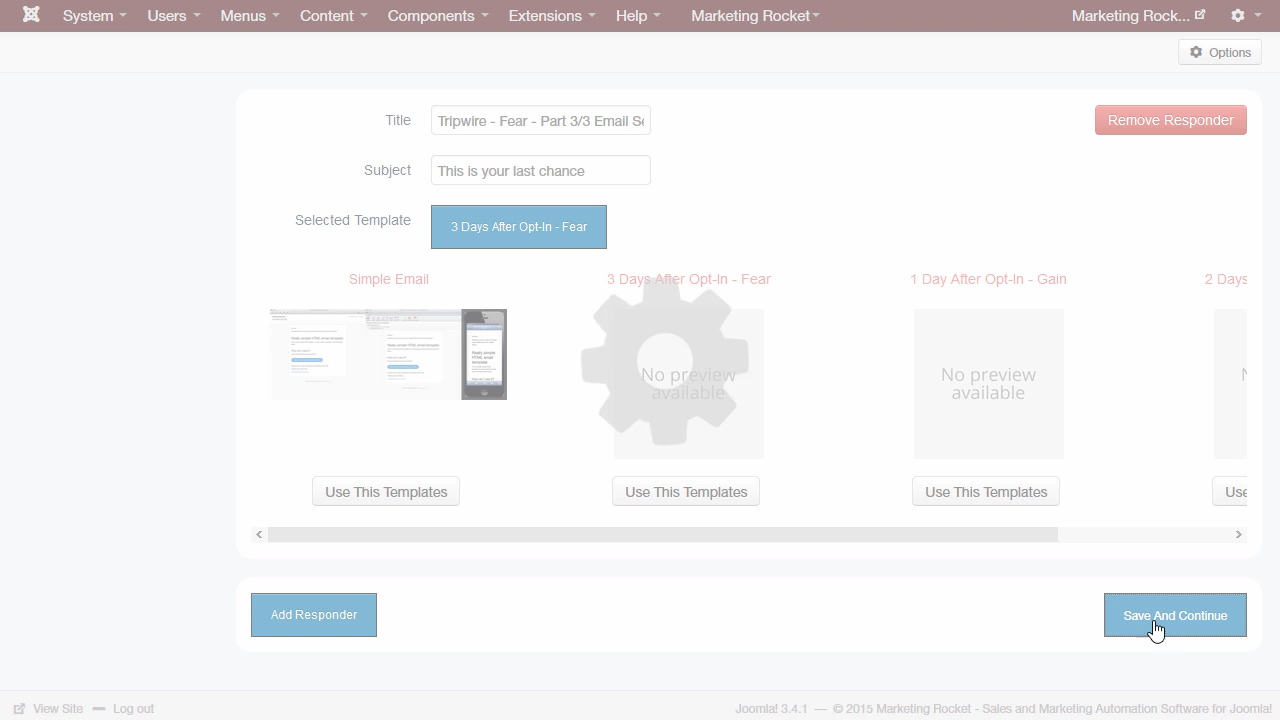 System Users Menus Content Components Extensions Help Marketing Rocket Marketing Rock...
Options
Title Tripwire - Fear - Part 3/3 Email Se Remove Responder
Subject This is your last chance
Selected Template 3 Days After Opt-In - Fear
Simple Email 3 Days After Opt-In - Fear 1 Day After Opt-In - Gain 2 Days
No preview available No preview available
Use This Templates Use This Templates Use This Templates Use
Add Responder Save And Continue
View Site Log out Joomla! 3.4.1 — © 2015 Marketing Rocket - Sales and Marketing Automation Software for Joomla!